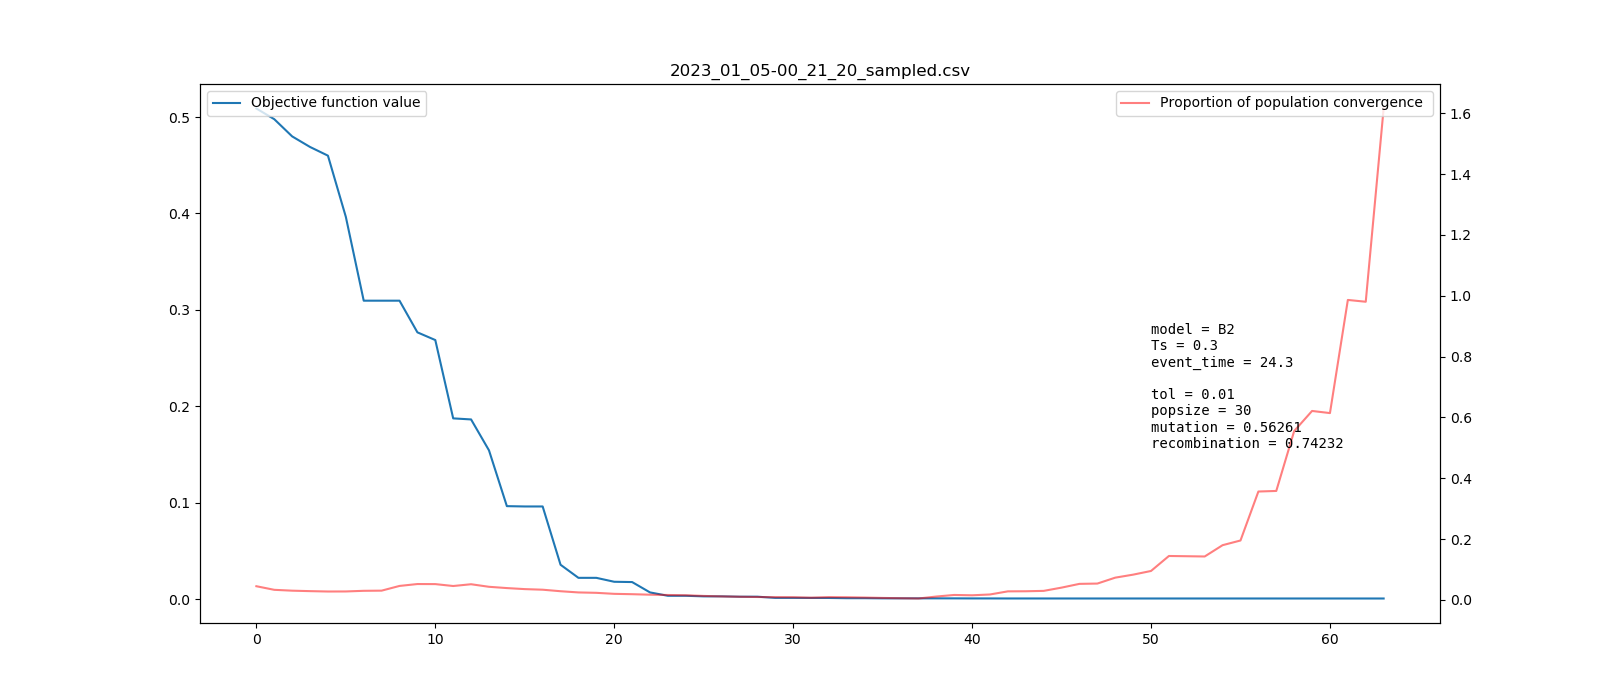 2023_01_05-00_21_20_sampled.csv
Objective function value
Proportion of population convergence
0.5
0.4
0.3
0.2
0.1
0.0
1.6
1.4
1.2
1.0
0.8
0.6
0.4
0.2
0.0
model = B2
Ts = 0.3
event_time = 24.3
tol = 0.01
popsize = 30
mutation = 0.56261
recombination = 0.74232
0 10 20 30 40 50 60